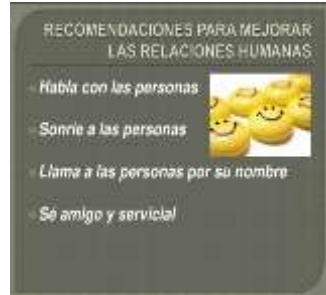 RECOMENDACIONES PARA MEJORAR
LAS RELACIONES HUMANAS
Habla con las personas
Sonríe a las personas
Llama a las personas por su nombre
Sé amigo y servicial